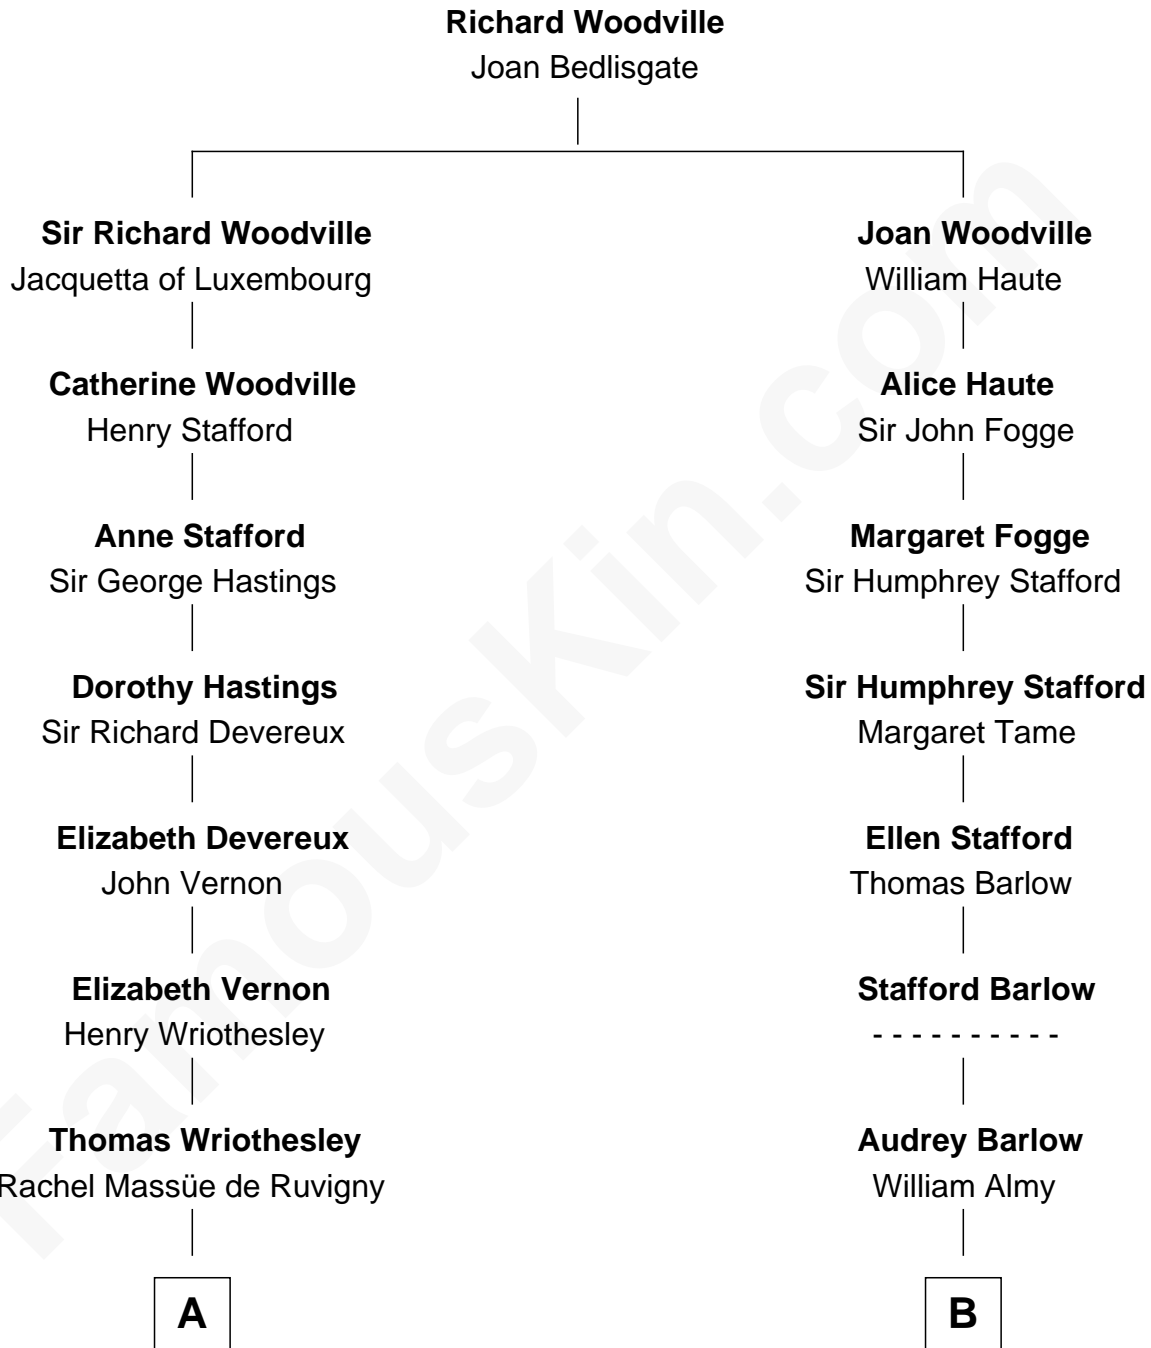 Richard Woodville
Joan Bedlisgate
Sir Richard Woodville
Jacquetta of Luxembourg
Joan Woodville
William Haute
Catherine Woodville
Henry Stafford
Alice Haute
Sir John Fogge
Anne Stafford
Sir George Hastings
Margaret Fogge
Sir Humphrey Stafford
Dorothy Hastings
Sir Richard Devereux
Sir Humphrey Stafford
Margaret Tame
Elizabeth Devereux
John Vernon
Ellen Stafford
Thomas Barlow
Elizabeth Vernon
Henry Wriothesley
Stafford Barlow
- - - - - - - - - -
Thomas Wriothesley
Rachel Massüe de Ruvigny
Audrey Barlow
William Almy
A
B
FamousKin.com